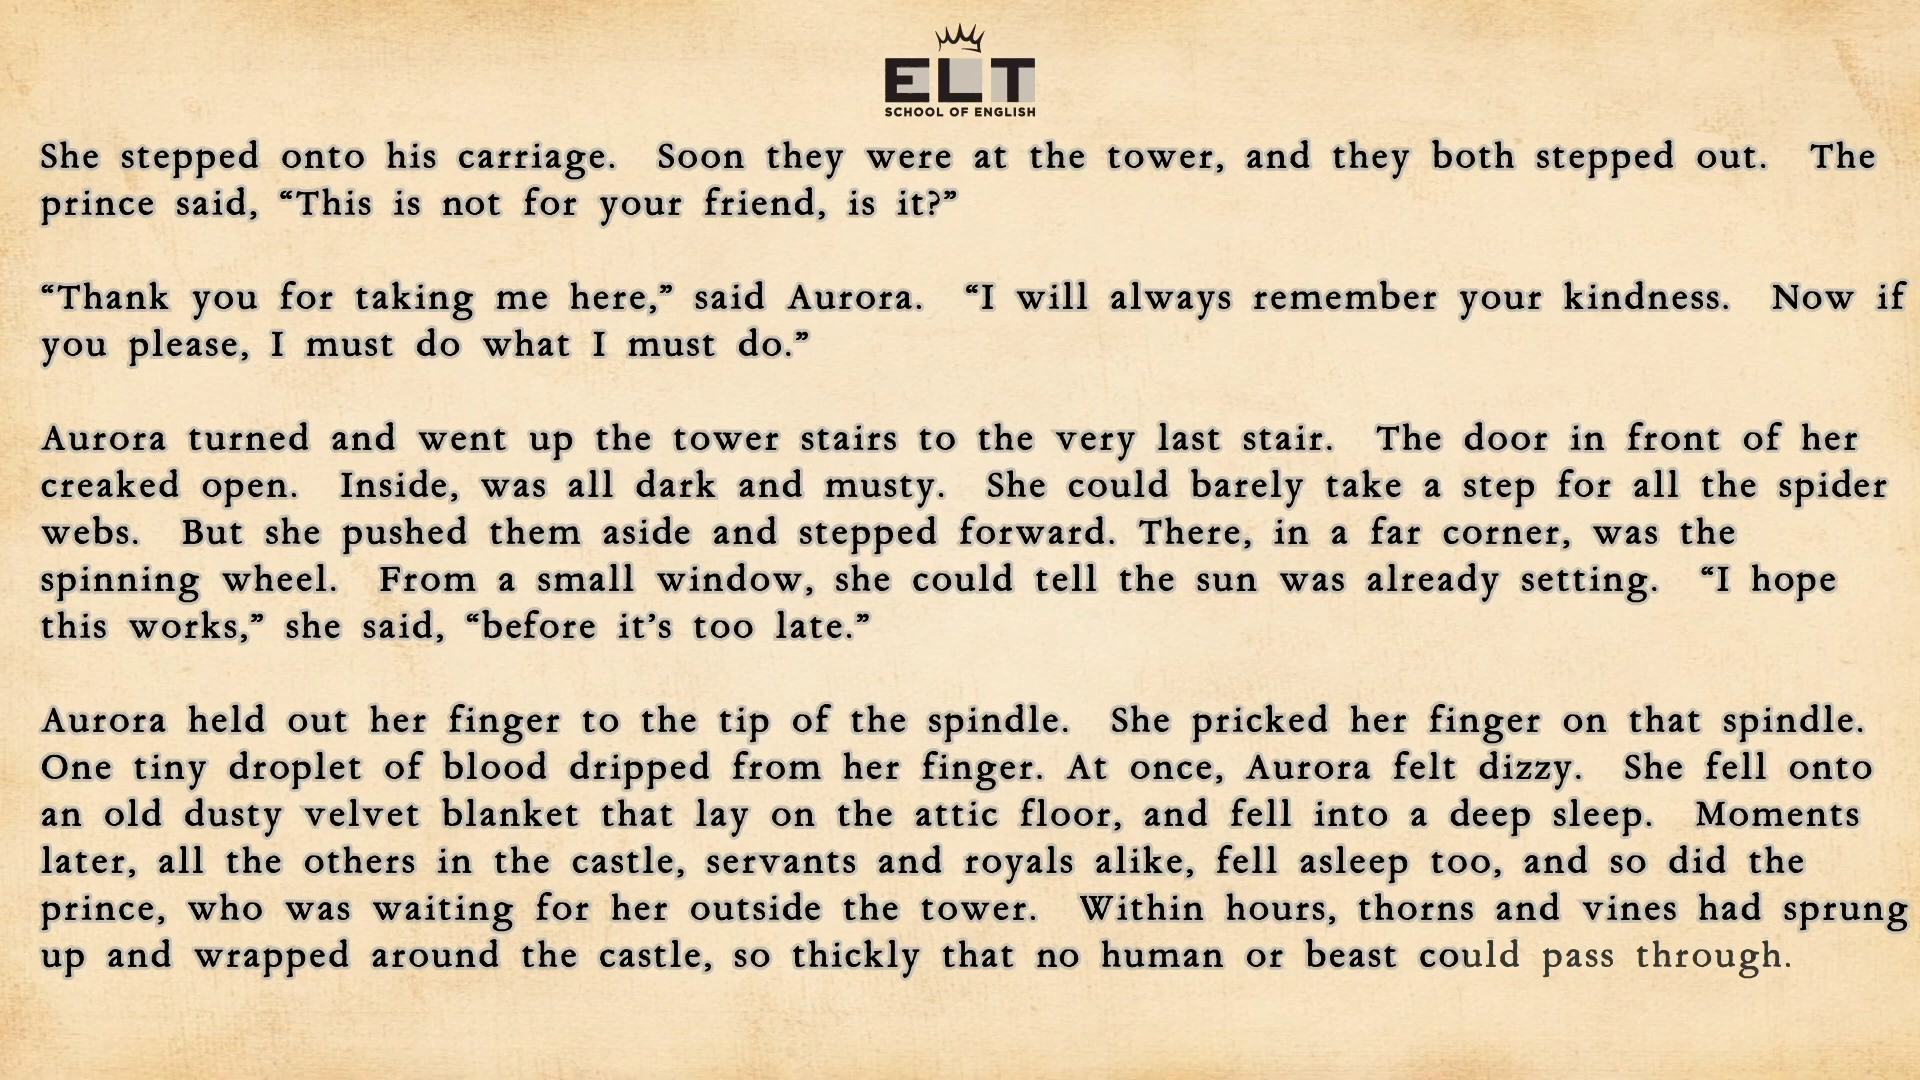 ELT
SCHOOL OF ENGLISH
She stepped onto his carriage.  Soon they were at the tower, and they both stepped out.  The
prince said, “This is not for your friend, is it?”
“Thank you for taking me here,” said Aurora.  “I will always remember your kindness.  Now if
you please, I must do what I must do.”
Aurora turned and went up the tower stairs to the very last stair.  The door in front of her
creaked open.  Inside, was all dark and musty.  She could barely take a step for all the spider
webs.  But she pushed them aside and stepped forward. There, in a far corner, was the
spinning wheel.  From a small window, she could tell the sun was already setting.  “I hope
this works,” she said, “before it’s too late.”
Aurora held out her finger to the tip of the spindle.  She pricked her finger on that spindle.
One tiny droplet of blood dripped from her finger. At once, Aurora felt dizzy.  She fell onto
an old dusty velvet blanket that lay on the attic floor, and fell into a deep sleep.  Moments
later, all the others in the castle, servants and royals alike, fell asleep too, and so did the
prince, who was waiting for her outside the tower.  Within hours, thorns and vines had sprung
up and wrapped around the castle, so thickly that no human or beast could pass through.